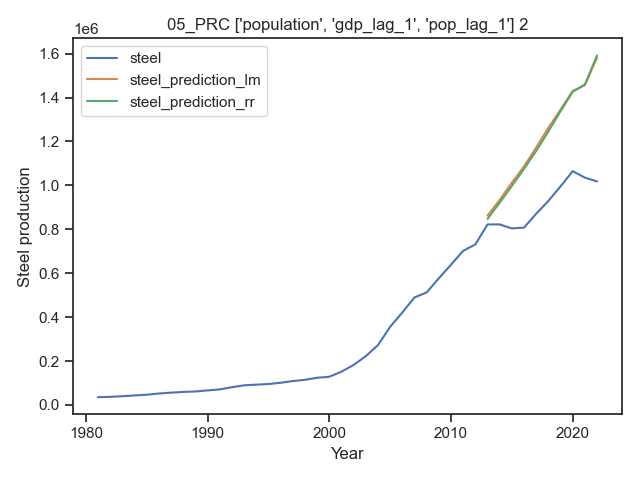 05_PRC ['population', 'gdp_lag_1', 'pop_lag_1'] 2
1e6
steel
steel_prediction_lm
steel_prediction_rr
1.6
1.4
1.2
1.0
0.8
0.6
0.4
0.2
0.0
Steel production
1980 1990 2000 2010 2020
Year